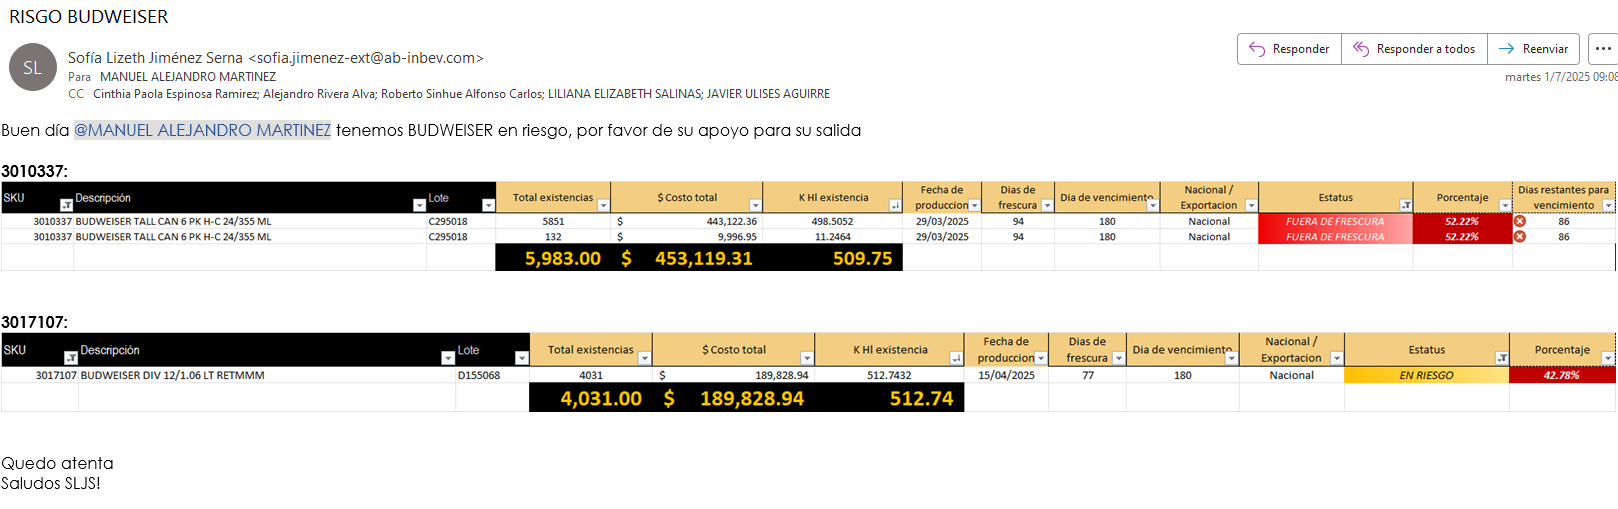 RISGO BUDWEISER
SL
Sofía Lizeth Jiménez Serna <sofia.jimenez-ext@ab-inbev.com>
Para MANUEL ALEJANDRO MARTINEZ
CC Cinthia Paola Espinosa Ramirez; Alejandro Rivera Alva; Roberto Sinhue Alfonso Carlos; LILIANA ELIZABETH SALINAS; JAVIER ULISES AGUIRRE
Responder Responder a todos Reenviar
martes 1/7/2025 09:08
Buen día @MANUEL ALEJANDRO MARTINEZ tenemos BUDWEISER en riesgo, por favor de su apoyo para su salida
3010337:
SKU Descripción Lote Total existencias $ Costo total K Hl existencia Fecha de produccion Dias de frescura Dia de vencimiento Nacional / Exportacion Estatus Porcentaje Dias restantes para vencimiento
3010337 BUDWEISER TALL CAN 6 PK H-C 24/355 ML C295018 5851 $ 443,122.36 498.5052 29/03/2025 94 180 Nacional FUERA DE FRESCURA 52.22% 86
3010337 BUDWEISER TALL CAN 6 PK H-C 24/355 ML C295018 132 $ 9,996.95 11.2464 29/03/2025 94 180 Nacional FUERA DE FRESCURA 52.22% 86
5,983.00 $ 453,119.31 509.75
3017107:
SKU Descripción Lote Total existencias $ Costo total K Hl existencia Fecha de produccion Dias de frescura Dia de vencimiento Nacional / Exportacion Estatus Porcentaje
3017107 BUDWEISER DIV 12/1.06 LT RETMMM D155068 4031 $ 189,828.94 512.7432 15/04/2025 77 180 Nacional EN RIESGO 42.78%
4,031.00 $ 189,828.94 512.74
Quedo atenta
Saludos SLJS!